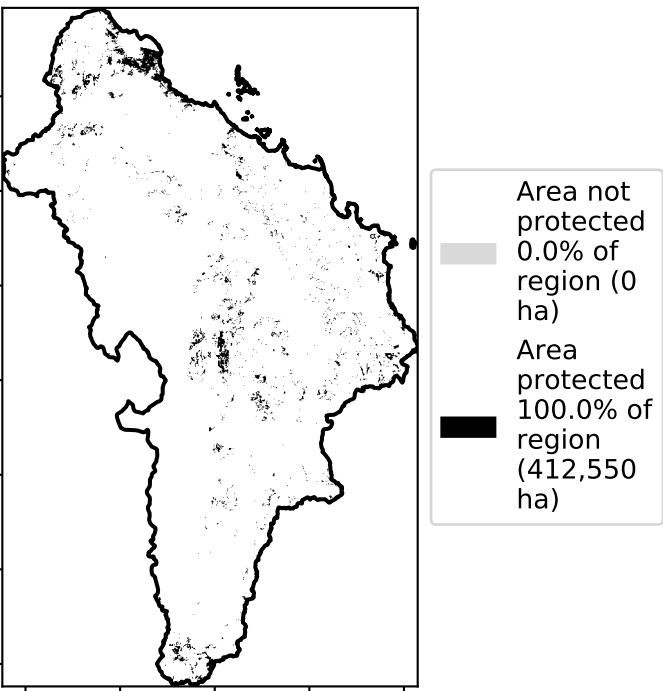 Area not
protected
0.0% of
region (0
ha)
Area
protected
100.0% of
region
(412,550
ha)